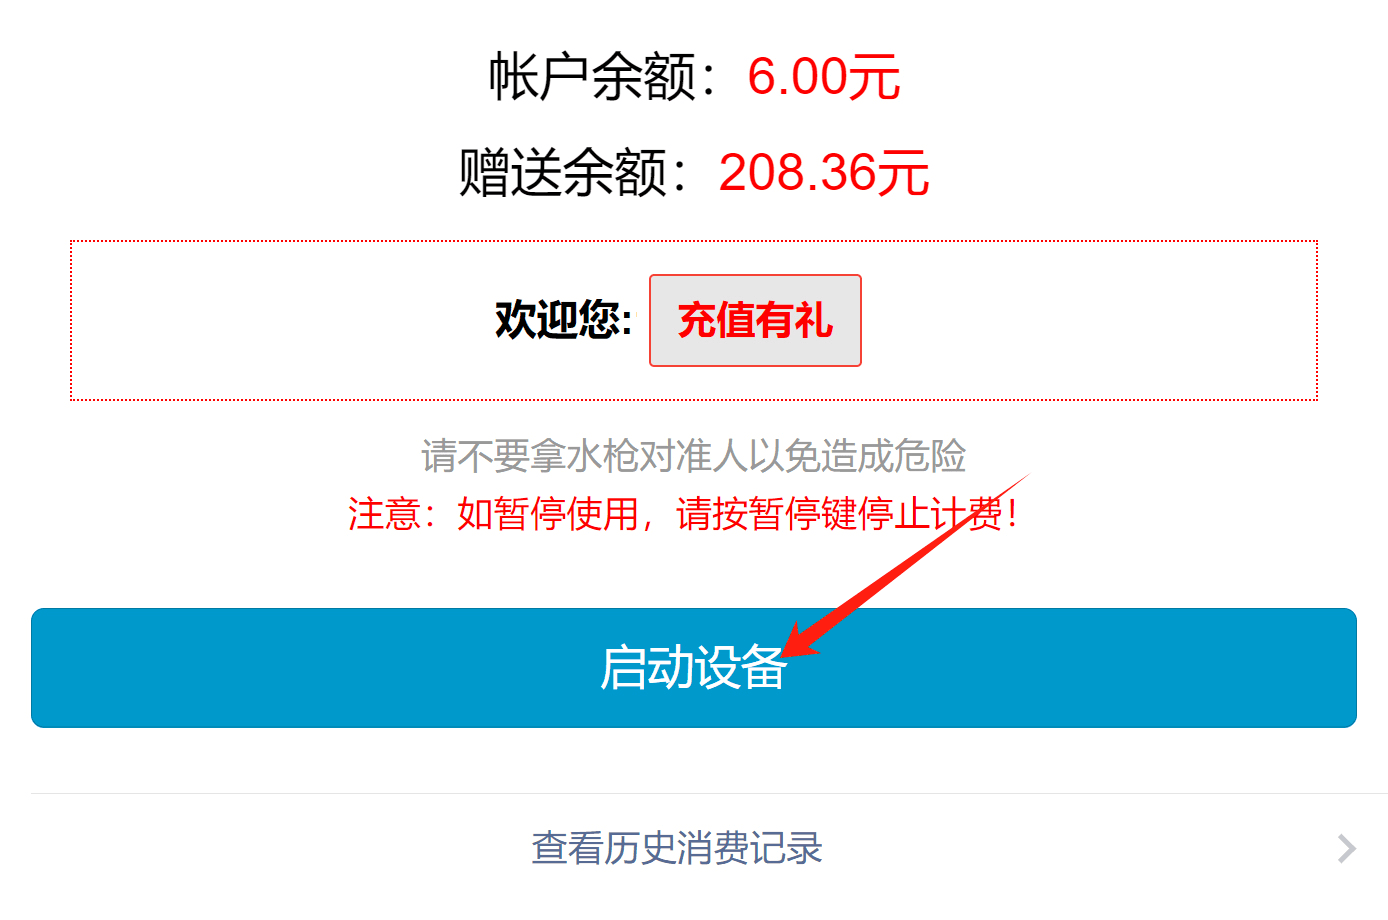 帐户余额：6.00元
赠送余额：208.36元
欢迎您: 充值有礼
请不要拿水枪对准人以免造成危险
注意：如暂停使用，请按暂停键停止计费！
启动设备
查看历史消费记录